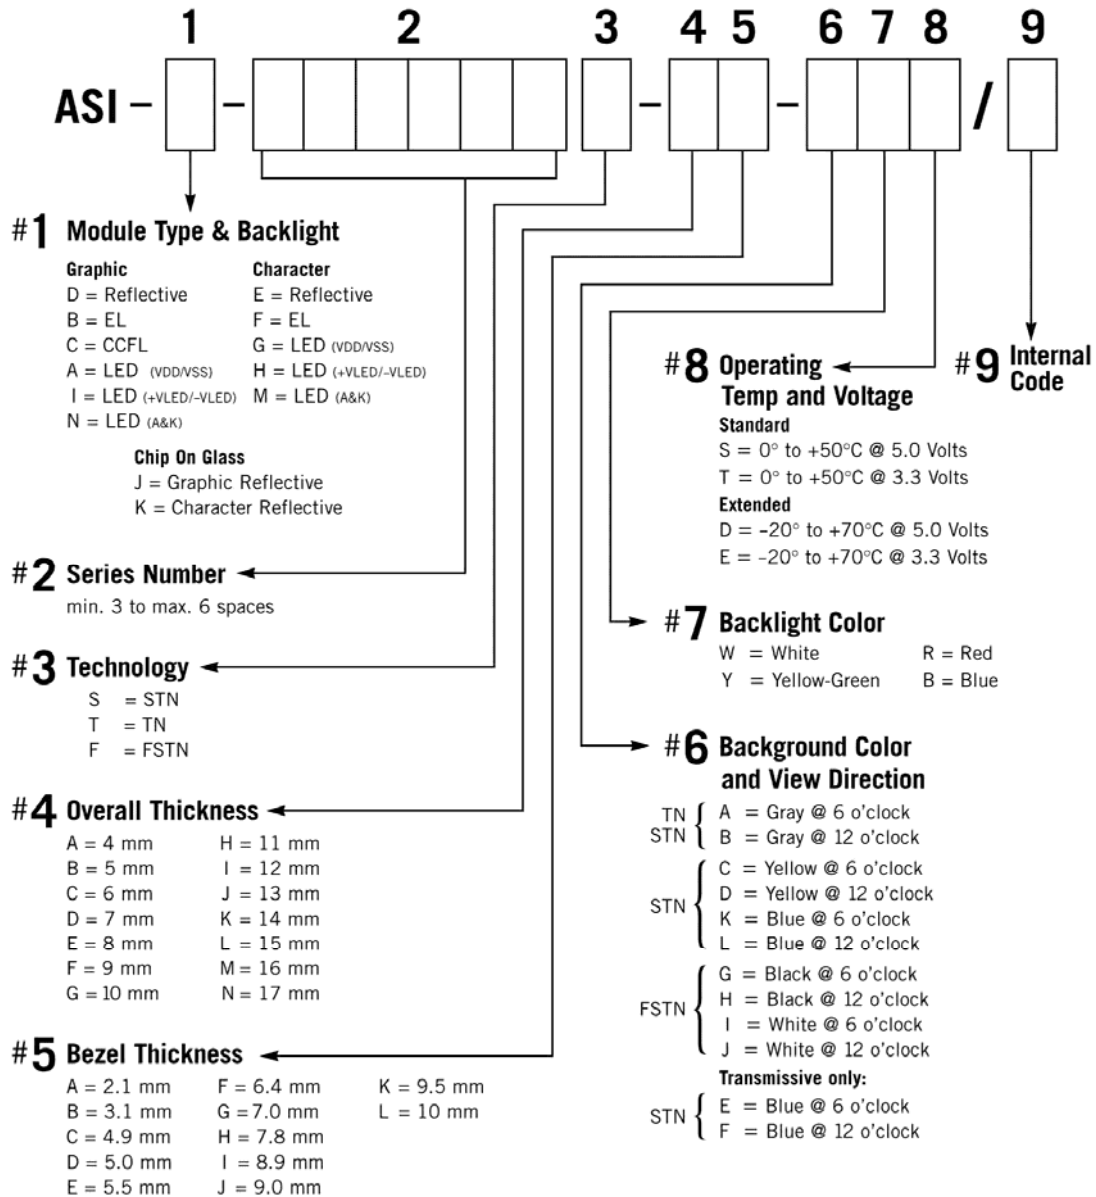 1 2 3 4 5 6 7 8 9
ASI – – – – /
#1 Module Type & Backlight
Graphic Character
D = Reflective E = Reflective
B = EL F = EL
C = CCFL G = LED (VDD/VSS)
A = LED (VDD/VSS) H = LED (+VLED/-VLED)
I = LED (+VLED/-VLED) M = LED (A&K)
N = LED (A&K)
Chip On Glass
J = Graphic Reflective
K = Character Reflective
#2 Series Number
min. 3 to max. 6 spaces
#3 Technology
S = STN
T = TN
F = FSTN
#4 Overall Thickness
A = 4 mm H = 11 mm
B = 5 mm I = 12 mm
C = 6 mm J = 13 mm
D = 7 mm K = 14 mm
E = 8 mm L = 15 mm
F = 9 mm M = 16 mm
G = 10 mm N = 17 mm
#5 Bezel Thickness
A = 2.1 mm F = 6.4 mm K = 9.5 mm
B = 3.1 mm G = 7.0 mm L = 10 mm
C = 4.9 mm H = 7.8 mm
D = 5.0 mm I = 8.9 mm
E = 5.5 mm J = 9.0 mm
#8 Operating
Temp and Voltage
Standard
S = 0° to +50°C @ 5.0 Volts
T = 0° to +50°C @ 3.3 Volts
Extended
D = –20° to +70°C @ 5.0 Volts
E = –20° to +70°C @ 3.3 Volts
#9 Internal
Code
#7 Backlight Color
W = White R = Red
Y = Yellow-Green B = Blue
#6 Background Color
and View Direction
TN A = Gray @ 6 o'clock
STN B = Gray @ 12 o'clock
C = Yellow @ 6 o'clock
D = Yellow @ 12 o'clock
STN
K = Blue @ 6 o'clock
L = Blue @ 12 o'clock
G = Black @ 6 o'clock
H = Black @ 12 o'clock
FSTN
I = White @ 6 o'clock
J = White @ 12 o'clock
Transmissive only:
E = Blue @ 6 o'clock
STN
F = Blue @ 12 o'clock